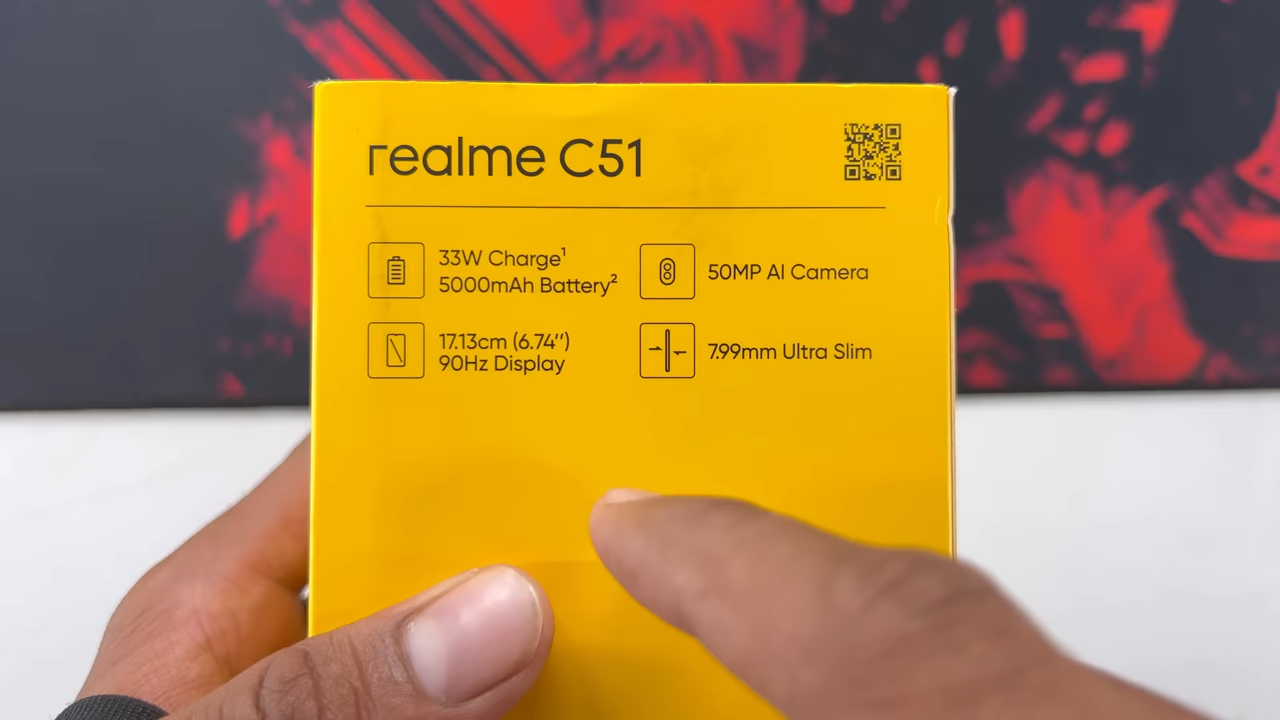 realme C51
33W Charge¹
5000mAh Battery²
50MP AI Camera
17.13cm (6.74″)
90Hz Display
7.99mm Ultra Slim